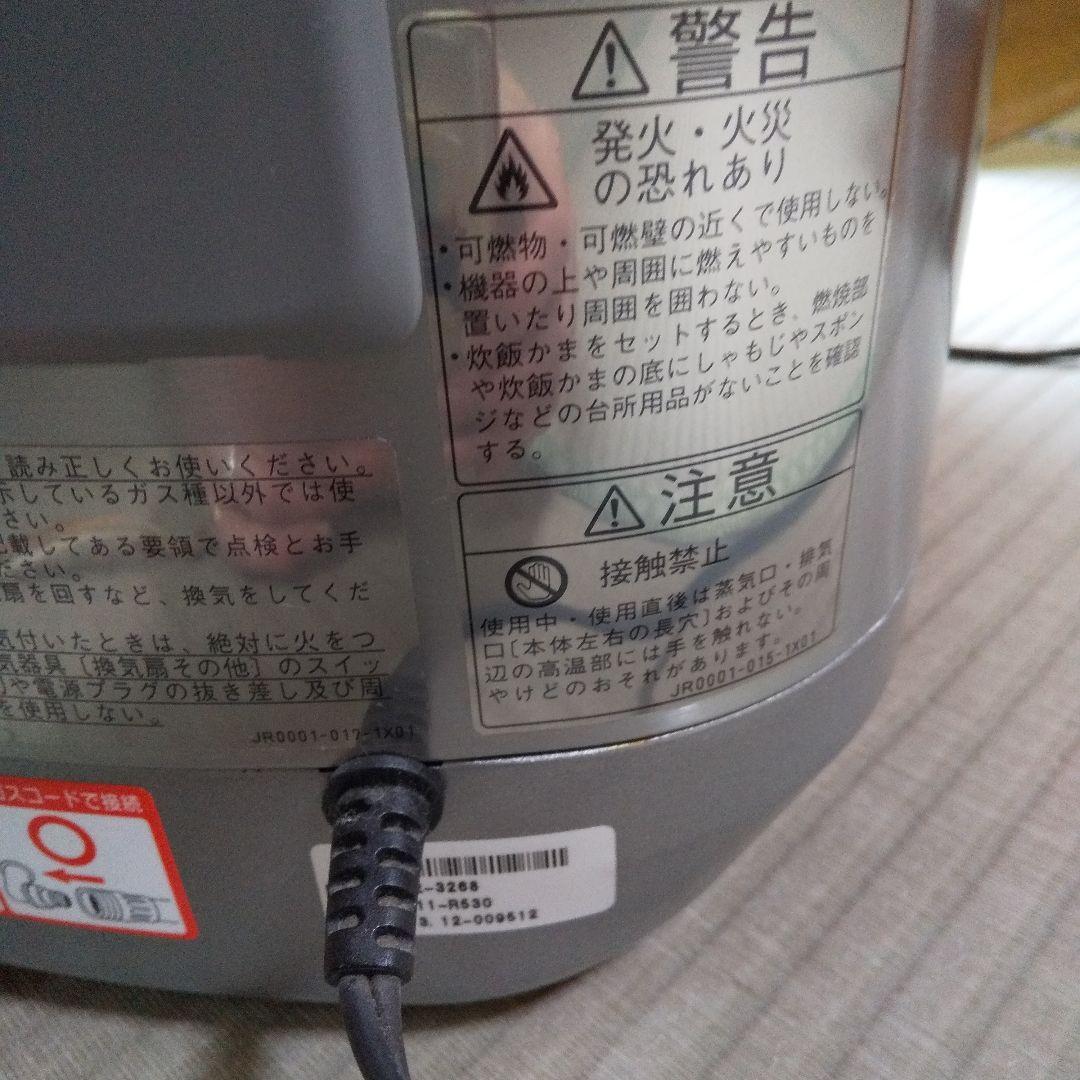 警告
発火・火災
の恐れあり
・可燃物・可燃壁の近くで使用しない。
・機器の上や周囲に燃えやすいものを
置いたり周囲を囲わない。
・炊飯かまをセットするとき、燃焼部
や炊飯かまの底にしゃもじやスポン
ジなどの台所用品がないことを確認
する。
注意
接触禁止
使用中・使用直後は蒸気口・排気
口[本体左右の長穴]およびその周
辺の高温部には手を触れない。
やけどのおそれがあります。
JR0001-015-1X01
読み正しくお使いください。
示しているガス種以外では使
さい。
記載してある要領で点検とお手
ださい。
扇を回すなど、換気をしてくだ
気付いたときは、絶対に火をつ
気器具[換気扇その他]のスイッ
や電源プラグの抜き差し及び周
を使用しない。
JR0001-017-1X01
スコードで接続
-3268
11-R530
3.12-009512